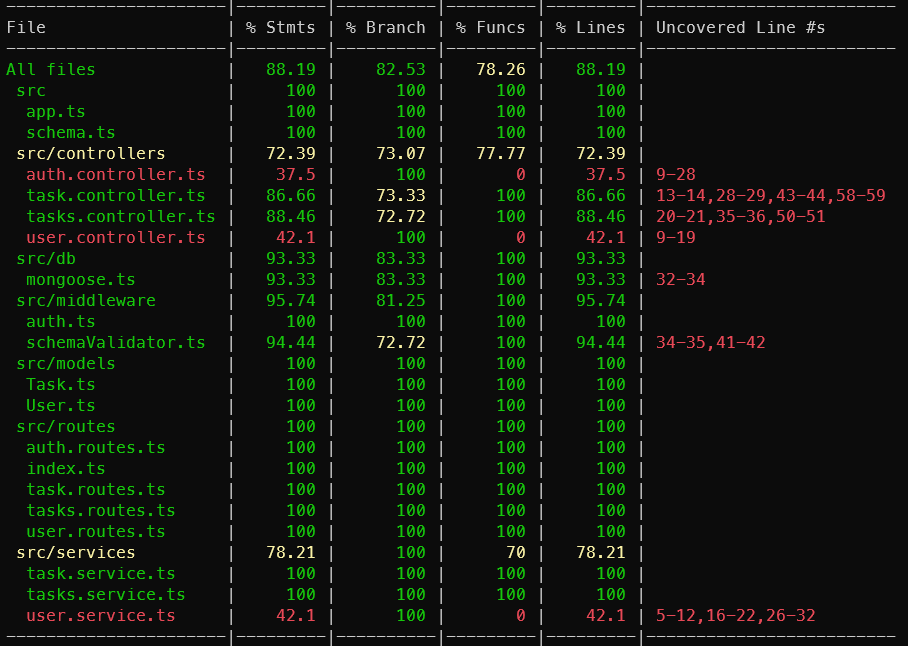 File | % Stmts | % Branch | % Funcs | % Lines | Uncovered Line #s
All files | 88.19 | 82.53 | 78.26 | 88.19 |
src | 100 | 100 | 100 | 100 |
app.ts | 100 | 100 | 100 | 100 |
schema.ts | 100 | 100 | 100 | 100 |
src/controllers | 72.39 | 73.07 | 77.77 | 72.39 |
auth.controller.ts | 37.5 | 100 | 0 | 37.5 | 9-28
task.controller.ts | 86.66 | 73.33 | 100 | 86.66 | 13-14,28-29,43-44,58-59
tasks.controller.ts | 88.46 | 72.72 | 100 | 88.46 | 20-21,35-36,50-51
user.controller.ts | 42.1 | 100 | 0 | 42.1 | 9-19
src/db | 93.33 | 83.33 | 100 | 93.33 |
mongoose.ts | 93.33 | 83.33 | 100 | 93.33 | 32-34
src/middleware | 95.74 | 81.25 | 100 | 95.74 |
auth.ts | 100 | 100 | 100 | 100 |
schemaValidator.ts | 94.44 | 72.72 | 100 | 94.44 | 34-35,41-42
src/models | 100 | 100 | 100 | 100 |
Task.ts | 100 | 100 | 100 | 100 |
User.ts | 100 | 100 | 100 | 100 |
src/routes | 100 | 100 | 100 | 100 |
auth.routes.ts | 100 | 100 | 100 | 100 |
index.ts | 100 | 100 | 100 | 100 |
task.routes.ts | 100 | 100 | 100 | 100 |
tasks.routes.ts | 100 | 100 | 100 | 100 |
user.routes.ts | 100 | 100 | 100 | 100 |
src/services | 78.21 | 100 | 70 | 78.21 |
task.service.ts | 100 | 100 | 100 | 100 |
tasks.service.ts | 100 | 100 | 100 | 100 |
user.service.ts | 42.1 | 100 | 0 | 42.1 | 5-12,16-22,26-32